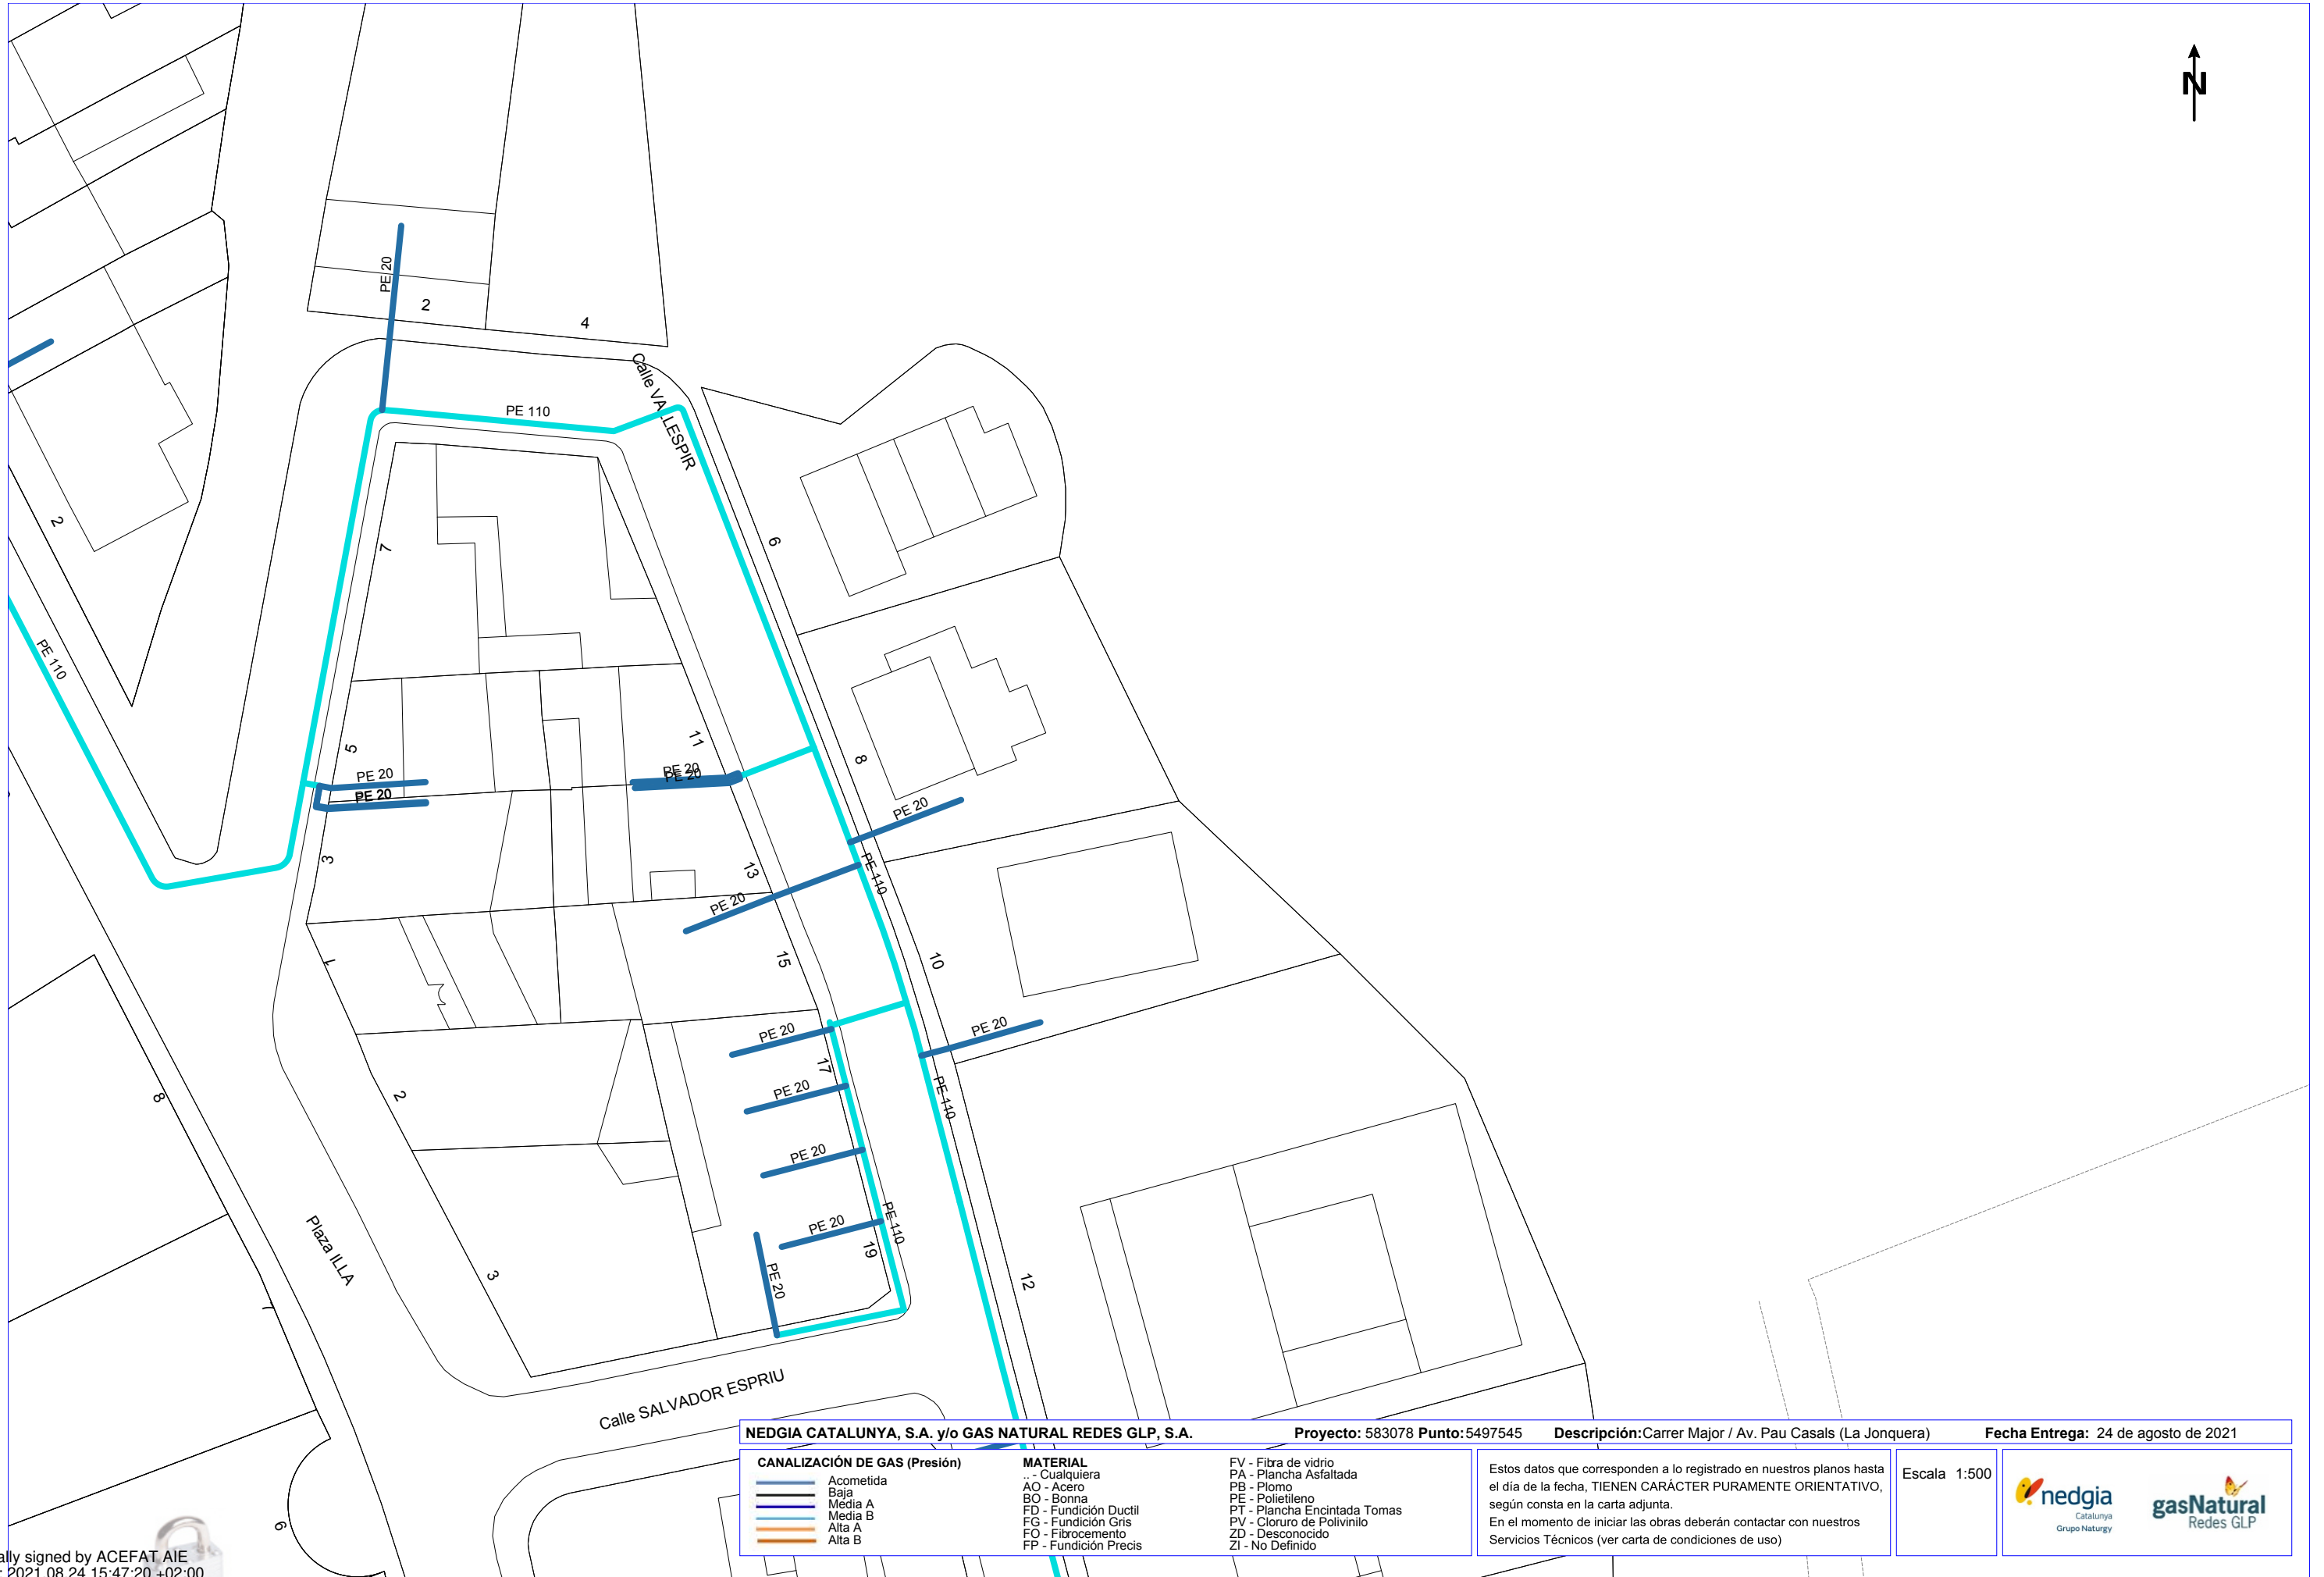 N
PE 20
2
4
Calle VALLESPIR
PE 110
2
7
6
PE 110
5
11
8
PE 20
PE 20
PE 20
PE 20
PE 20
3
PE 20
PE 110
13
PE 20
1
15
10
PE 20
PE 20
17
2
PE 20
PE 110
8
PE 20
PE 20
PE 110
19
Plaza ILLA
3
PE 20
12
7
Calle SALVADOR ESPRIU
6
NEDGIA CATALUNYA, S.A. y/o GAS NATURAL REDES GLP, S.A. Proyecto: 583078 Punto: 5497545 Descripción: Carrer Major / Av. Pau Casals (La Jonquera) Fecha Entrega: 24 de agosto de 2021
CANALIZACIÓN DE GAS (Presión)
Acometida
Baja
Media A
Media B
Alta A
Alta B
MATERIAL
.. - Cualquiera
AO - Acero
BO - Bonna
FD - Fundición Ductil
FG - Fundición Gris
FO - Fibrocemento
FP - Fundición Precis
FV - Fibra de vidrio
PA - Plancha Asfaltada
PB - Plomo
PE - Polietileno
PT - Plancha Encintada Tomas
PV - Cloruro de Polivinilo
ZD - Desconocido
ZI - No Definido
Estos datos que corresponden a lo registrado en nuestros planos hasta
el día de la fecha, TIENEN CARÁCTER PURAMENTE ORIENTATIVO,
según consta en la carta adjunta.
En el momento de iniciar las obras deberán contactar con nuestros
Servicios Técnicos (ver carta de condiciones de uso)
Escala 1:500
nedgia
Catalunya
Grupo Naturgy
gasNatural
Redes GLP
ally signed by ACEFAT AIE
: 2021.08.24 15:47:20 +02:00